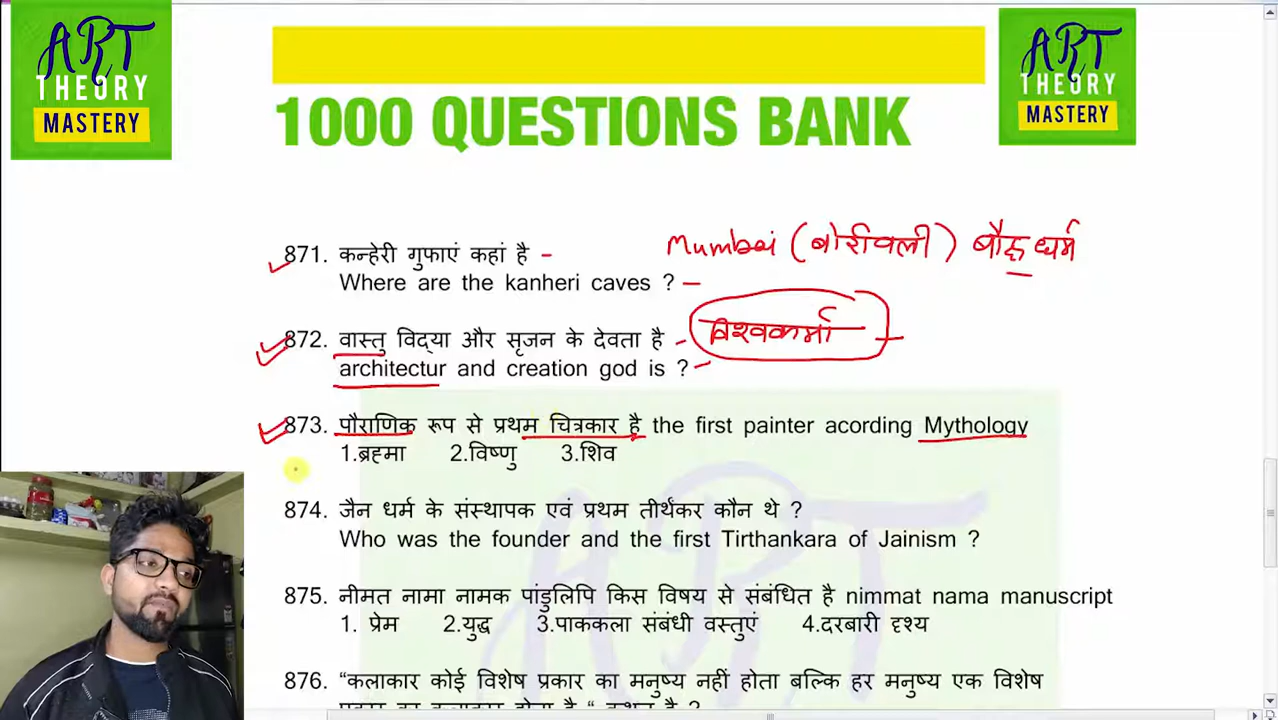 ART
THEORY
MASTERY
ART
THEORY
MASTERY
1000 QUESTIONS BANK
871. कन्हेरी गुफाएं कहां है - Mumbai (बोरीवली) बौद्ध धर्म
Where are the kanheri caves ? -
872. वास्तु विद्या और सृजन के देवता है - विश्वकर्मा -
architectur and creation god is ? -
873. पौराणिक रूप से प्रथम चित्रकार है the first painter acording Mythology
1.ब्रह्मा 2.विष्णु 3.शिव
874. जैन धर्म के संस्थापक एवं प्रथम तीर्थंकर कौन थे ?
Who was the founder and the first Tirthankara of Jainism ?
875. नीमत नामा नामक पांडुलिपि किस विषय से संबंधित है nimmat nama manuscript
1. प्रेम 2.युद्ध 3.पाककला संबंधी वस्तुएं 4.दरबारी दृश्य
876. “कलाकार कोई विशेष प्रकार का मनुष्य नहीं होता बल्कि हर मनुष्य एक विशेष